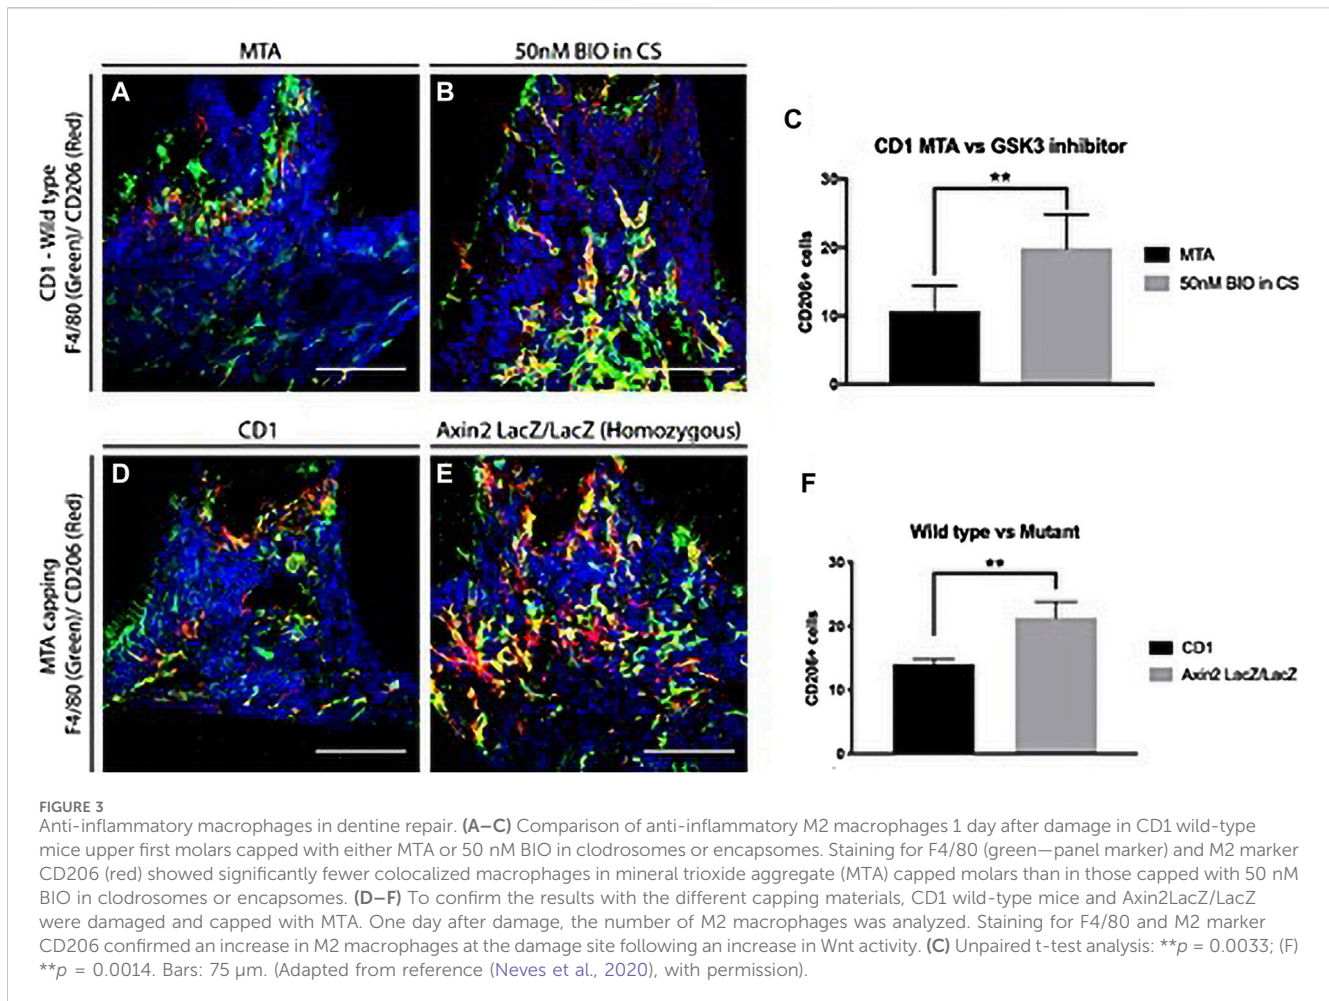 MTA
50nM BIO in CS
CD1 - Wild type
F4/80 (Green)/ CD206 (Red)
A
B
C
CD1 MTA vs GSK3 inhibitor
**
30
20
10
0
CD206+ cells
MTA
50nM BIO in CS
CD1
Axin2 LacZ/LacZ (Homozygous)
MTA capping
F4/80 (Green)/ CD206 (Red)
D
E
F
Wild type vs Mutant
**
30
20
10
0
CD206+ cells
CD1
Axin2 LacZ/LacZ
FIGURE 3
Anti-inflammatory macrophages in dentine repair. (A–C) Comparison of anti-inflammatory M2 macrophages 1 day after damage in CD1 wild-type
mice upper first molars capped with either MTA or 50 nM BIO in clodrosomes or encapsomes. Staining for F4/80 (green—panel marker) and M2 marker
CD206 (red) showed significantly fewer colocalized macrophages in mineral trioxide aggregate (MTA) capped molars than in those capped with 50 nM
BIO in clodrosomes or encapsomes. (D–F) To confirm the results with the different capping materials, CD1 wild-type mice and Axin2LacZ/LacZ
were damaged and capped with MTA. One day after damage, the number of M2 macrophages was analyzed. Staining for F4/80 and M2 marker
CD206 confirmed an increase in M2 macrophages at the damage site following an increase in Wnt activity. (C) Unpaired t-test analysis: **p = 0.0033; (F)
**p = 0.0014. Bars: 75 µm. (Adapted from reference (Neves et al., 2020), with permission).